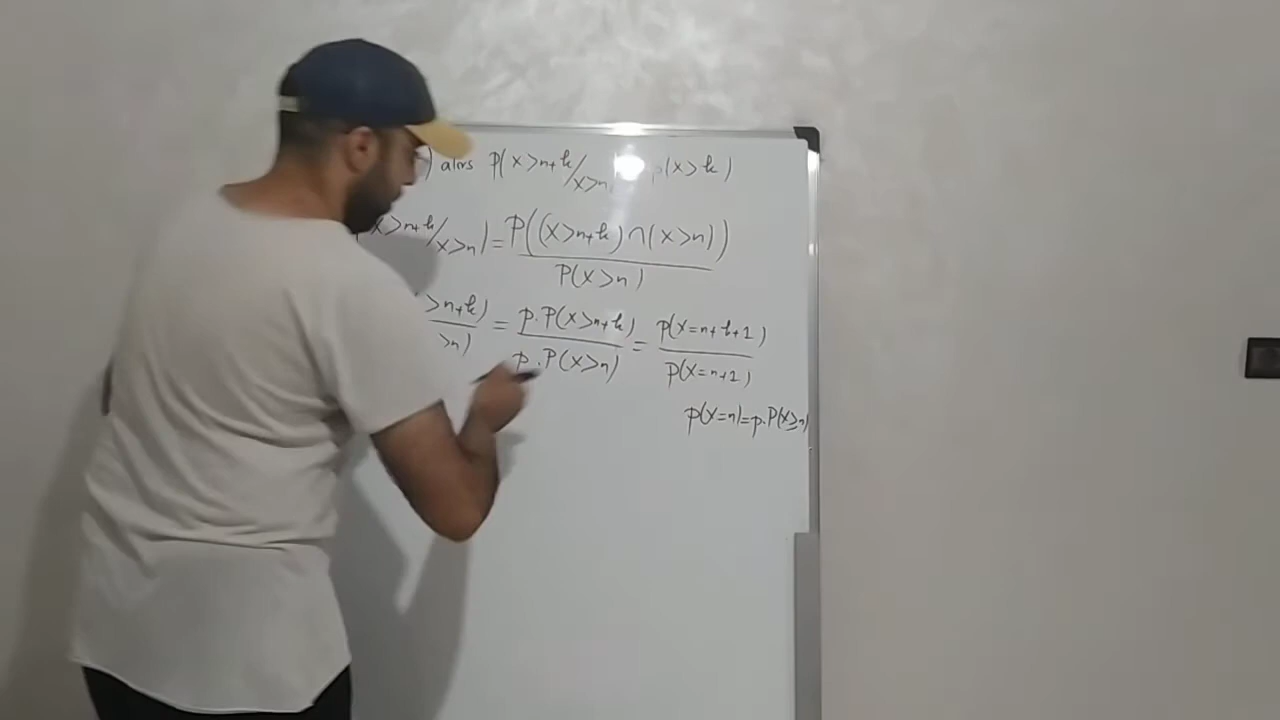 ) alors P(X>n+k/X>n) p(X>k)
X>n+k/X>n)=P((X>n+k)∩(X>n))/P(X>n)
>n+k)/>n) = p.P(X>n+k)/p.P(X>n) = p(X=n+k+1)/p(X=n+1)
p(X=n)=p.P(X≥n)